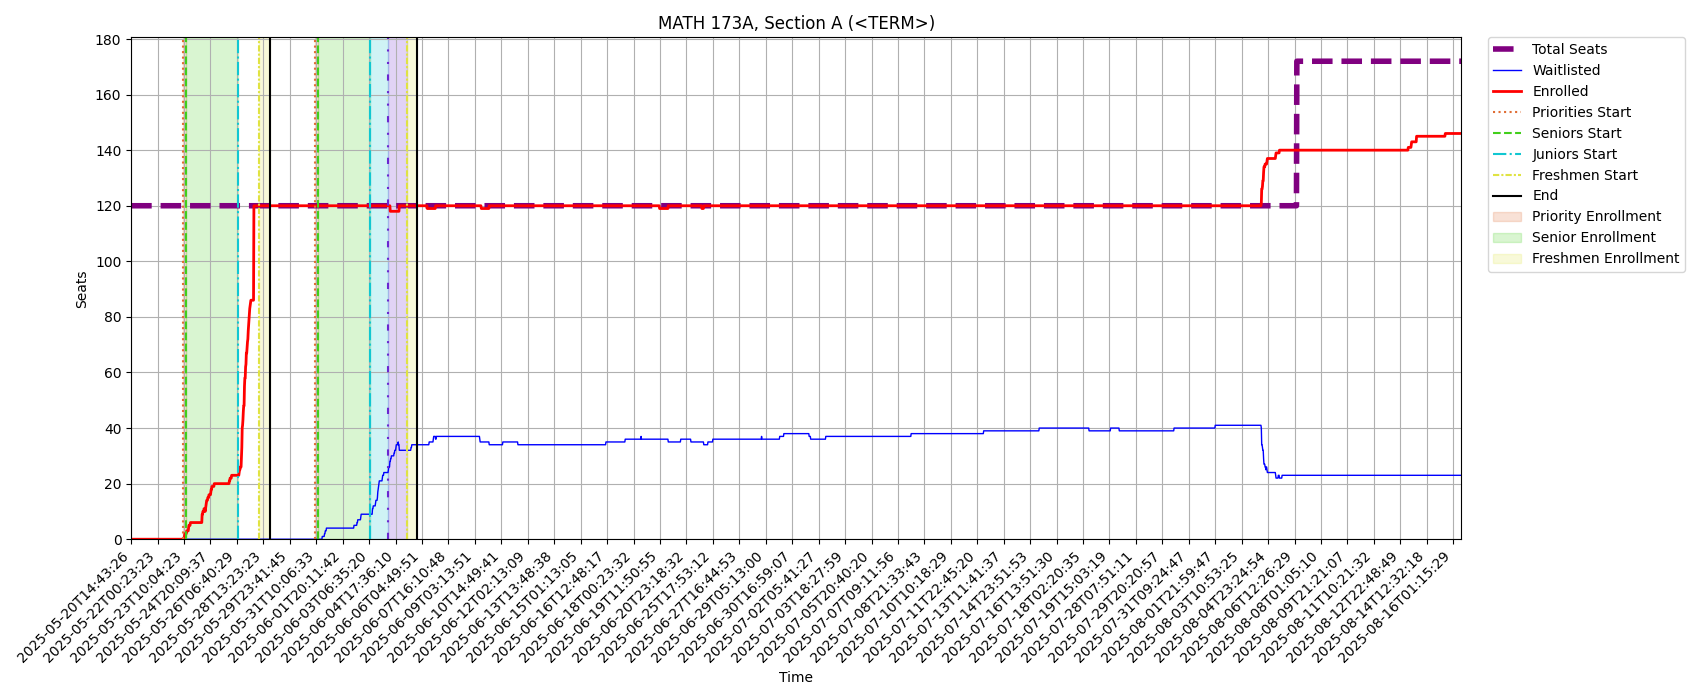 MATH 173A, Section A (<TERM>)
180
160
140
120
100
80
60
40
20
0
Seats
2025-05-20T14:43:26
2025-05-22T00:23:23
2025-05-23T10:04:23
2025-05-24T20:09:37
2025-05-26T06:40:29
2025-05-28T13:23:23
2025-05-29T23:41:45
2025-05-31T10:06:33
2025-06-01T20:11:42
2025-06-03T06:35:20
2025-06-04T17:36:10
2025-06-06T04:49:51
2025-06-07T16:10:48
2025-06-09T03:13:51
2025-06-10T14:49:41
2025-06-12T02:13:09
2025-06-13T13:48:38
2025-06-15T01:13:05
2025-06-16T12:48:17
2025-06-18T00:23:32
2025-06-19T11:50:55
2025-06-20T23:18:32
2025-06-25T17:53:12
2025-06-27T16:44:53
2025-06-29T05:13:00
2025-06-30T16:59:07
2025-07-02T05:41:27
2025-07-03T18:27:59
2025-07-05T20:40:20
2025-07-07T09:11:56
2025-07-08T21:33:43
2025-07-10T10:18:29
2025-07-11T22:45:20
2025-07-13T11:41:37
2025-07-14T23:51:53
2025-07-16T13:51:30
2025-07-18T02:20:35
2025-07-19T15:03:19
2025-07-28T07:51:11
2025-07-29T20:20:57
2025-07-31T09:24:47
2025-08-01T21:59:47
2025-08-03T10:53:25
2025-08-04T23:24:54
2025-08-06T12:26:29
2025-08-08T01:05:10
2025-08-09T21:21:07
2025-08-11T10:21:32
2025-08-12T22:48:49
2025-08-14T12:32:18
2025-08-16T01:15:29
Time
Total Seats
Waitlisted
Enrolled
Priorities Start
Seniors Start
Juniors Start
Freshmen Start
End
Priority Enrollment
Senior Enrollment
Freshmen Enrollment